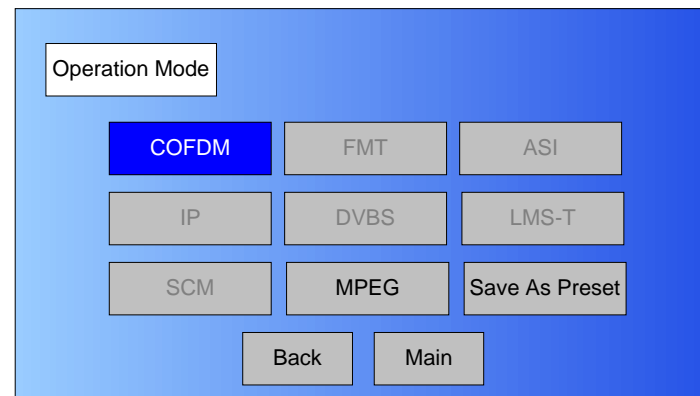 Operation Mode
COFDM FMT ASI
IP DVBS LMS-T
SCM MPEG Save As Preset
Back Main